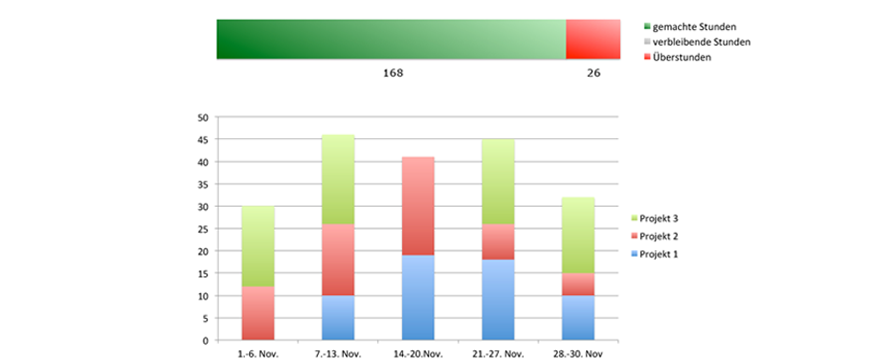 gemachte Stunden
verbleibende Stunden
Überstunden
168 26
50
45
40
35
30
25
20
15
10
5
0
Projekt 3
Projekt 2
Projekt 1
1.-6. Nov. 7.-13. Nov. 14.-20.Nov. 21.-27. Nov. 28.-30. Nov